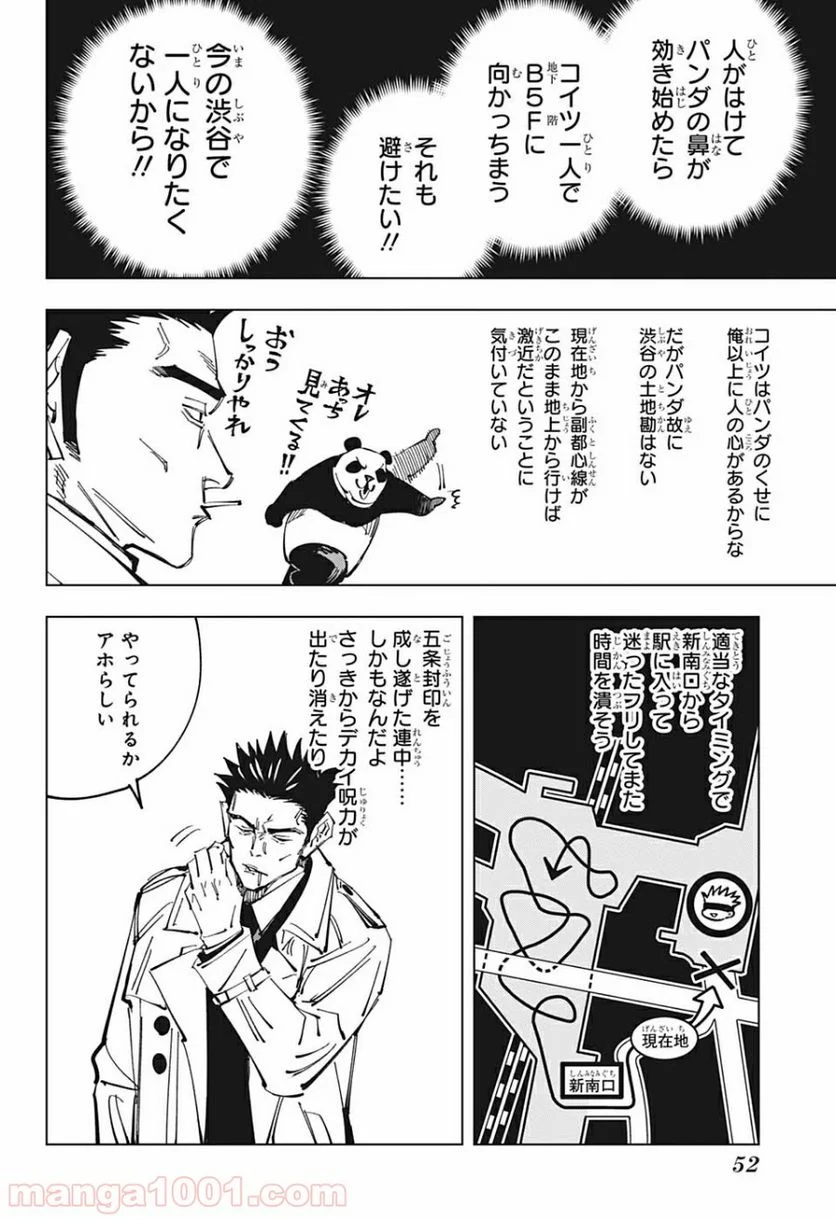 人がはけて
パンダの鼻が
効き始めたら
コイツ一人で
B5Fに
向かっちまう
それも
避けたい!!
今の渋谷で
一人になりたく
ないから!!
コイツはパンダのくせに
俺以上に人の心があるからな
だがパンダ故に
渋谷の土地勘はない
現在地から副都心線が
このまま地上から行けば
激近だということに
気付いていない
オレ
あっち
見てくる!!
おう
しっかりやれ
適当なタイミングで
新南口から
駅に入って
迷ったフリしてまた
時間を潰そう
現在地
新南口
五条封印を
成し遂げた連中……
しかもなんだよ
さっきからデカイ呪力が
出たり消えたり
やってられるか
アホらしい
52
manga1001.com